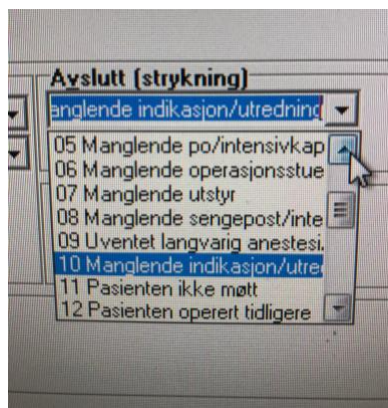 Avslutt (strykning)
anglende indikasjon/utredning
05 Manglende po/intensivkap
06 Manglende operasjonsstue
07 Manglende utstyr
08 Manglende sengepost/inte
09 Uventet langvarig anestesi.
10 Manglende indikasjon/utre
11 Pasienten ikke møtt
12 Pasienten operert tidligere